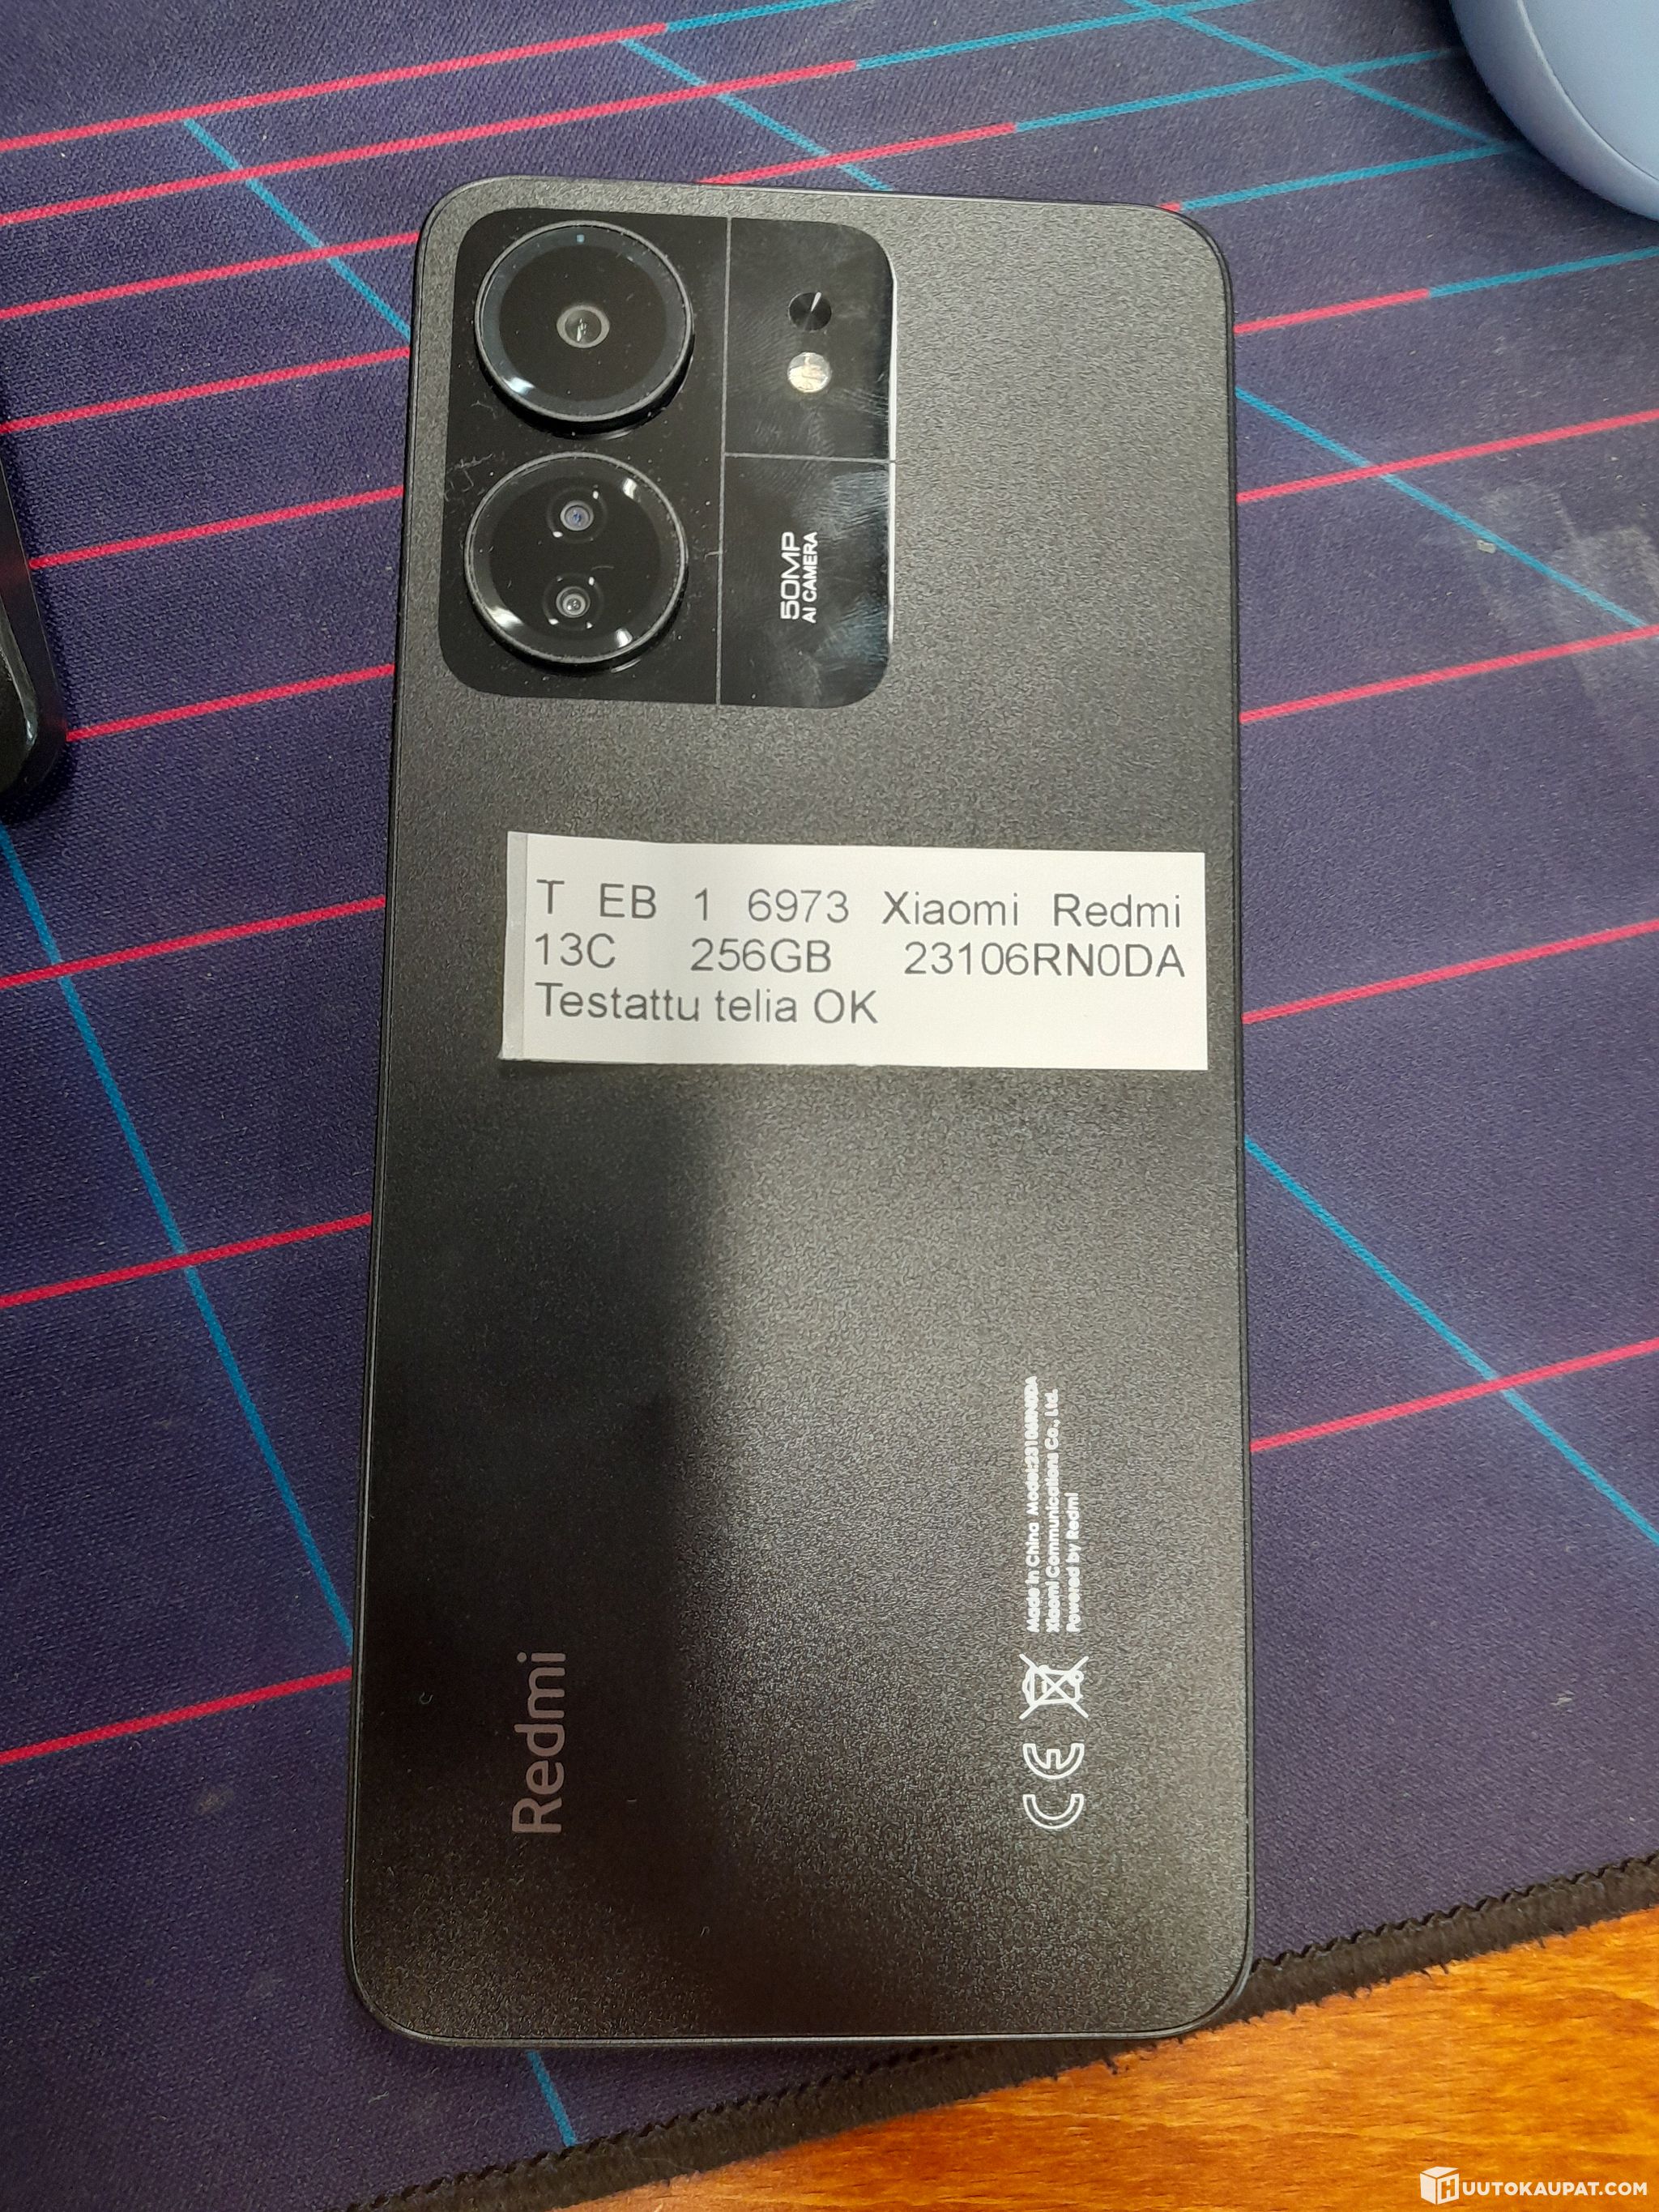 50MP
AI CAMERA
T EB 1 6973 Xiaomi Redmi
13C 256GB 23106RN0DA
Testattu telia OK
Redmi
Made in China Model:23106RN0DA
Xiaomi Communications Co., Ltd.
Powered by Redmi
CE
HUUTOKAUPAT.COM